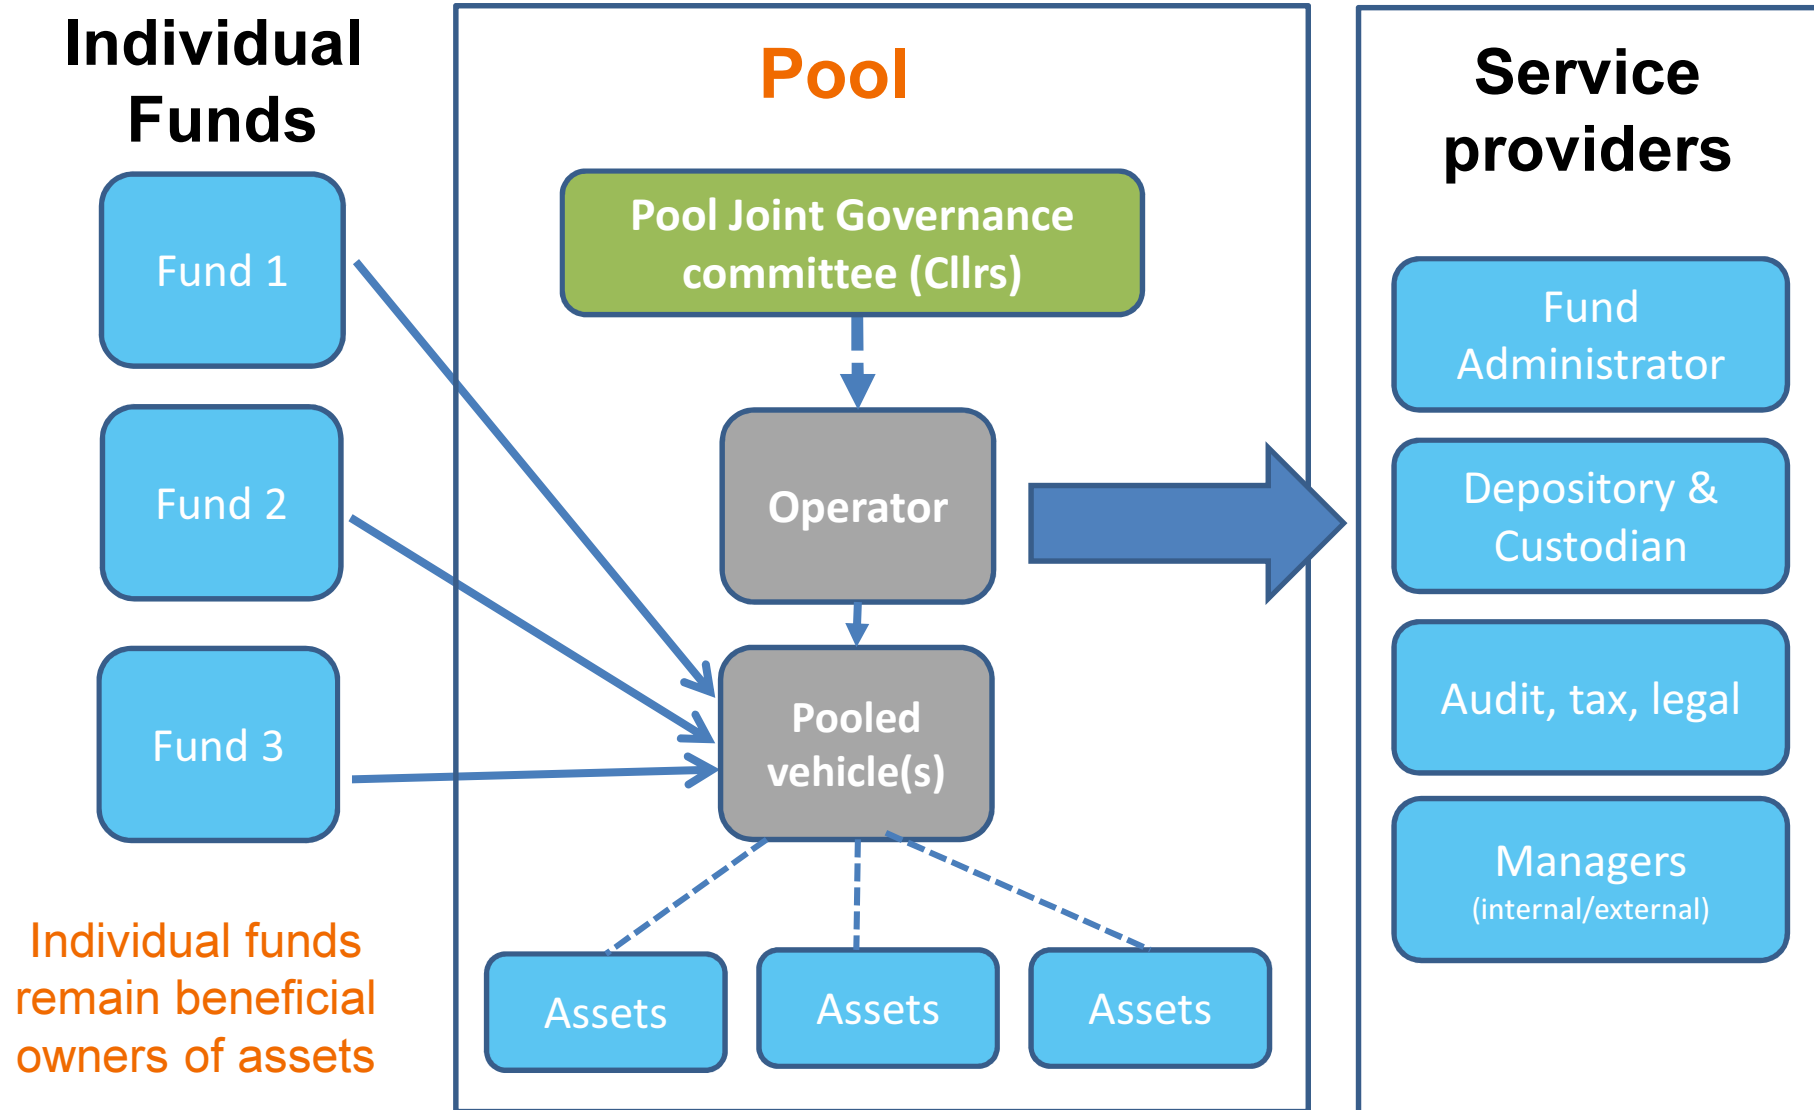 Individual
Funds
Fund 1
Fund 2
Fund 3
Individual funds
remain beneficial
owners of assets
Pool
Pool Joint Governance
committee (Cllrs)
Operator
Pooled
vehicle(s)
Assets
Assets
Assets
Service
providers
Fund
Administrator
Depository &
Custodian
Audit, tax, legal
Managers
(internal/external)